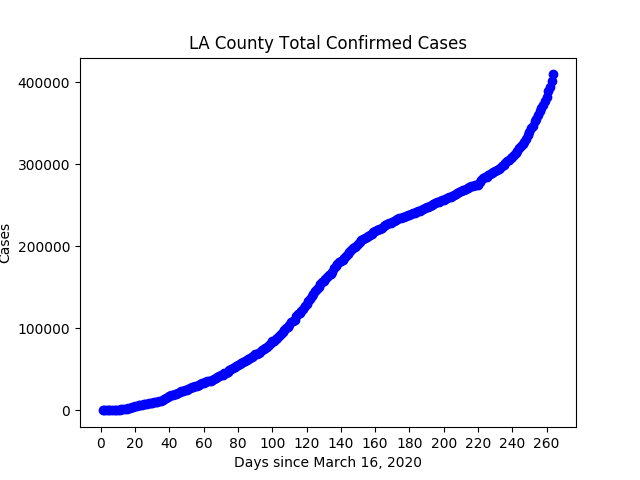 LA County Total Confirmed Cases
400000
300000
200000
100000
0
Cases
0 20 40 60 80 100 120 140 160 180 200 220 240 260
Days since March 16, 2020